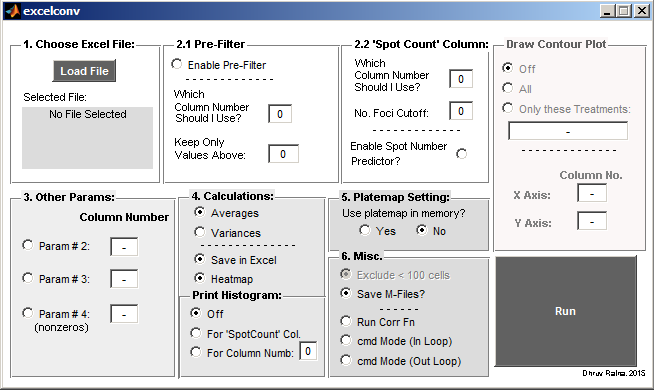 excelconv
1. Choose Excel File:
Load File
Selected File:
No File Selected
2.1 Pre-Filter
Enable Pre-Filter
- - - - - - - - - - - -
Which
Column Number
Should I Use?
0
Keep Only
Values Above:
0
2.2 'Spot Count' Column:
Which
Column Number
Should I Use?
0
No. Foci Cutoff:
0
- - - - - - - - - - - -
Enable Spot Number
Predictor?
Draw Contour Plot
Off
All
Only these Treatments:
-
- - - - - - - - - - - - -
Column No.
X Axis:
-
Y Axis:
-
3. Other Params:
Column Number
Param # 2:
-
Param # 3:
-
Param # 4:
-
(nonzeros)
4. Calculations:
Averages
Variances
- - - - - - - - - - - - -
Save in Excel
Heatmap
Print Histogram:
Off
For 'SpotCount' Col.
For Column Numb:
0
5. Platemap Setting:
Use platemap in memory?
Yes
No
6. Misc.
Exclude < 100 cells
Save M-Files?
- - - - - -
Run Corr Fn
cmd Mode (In Loop)
cmd Mode (Out Loop)
Run
Dhruv Raina, 2015